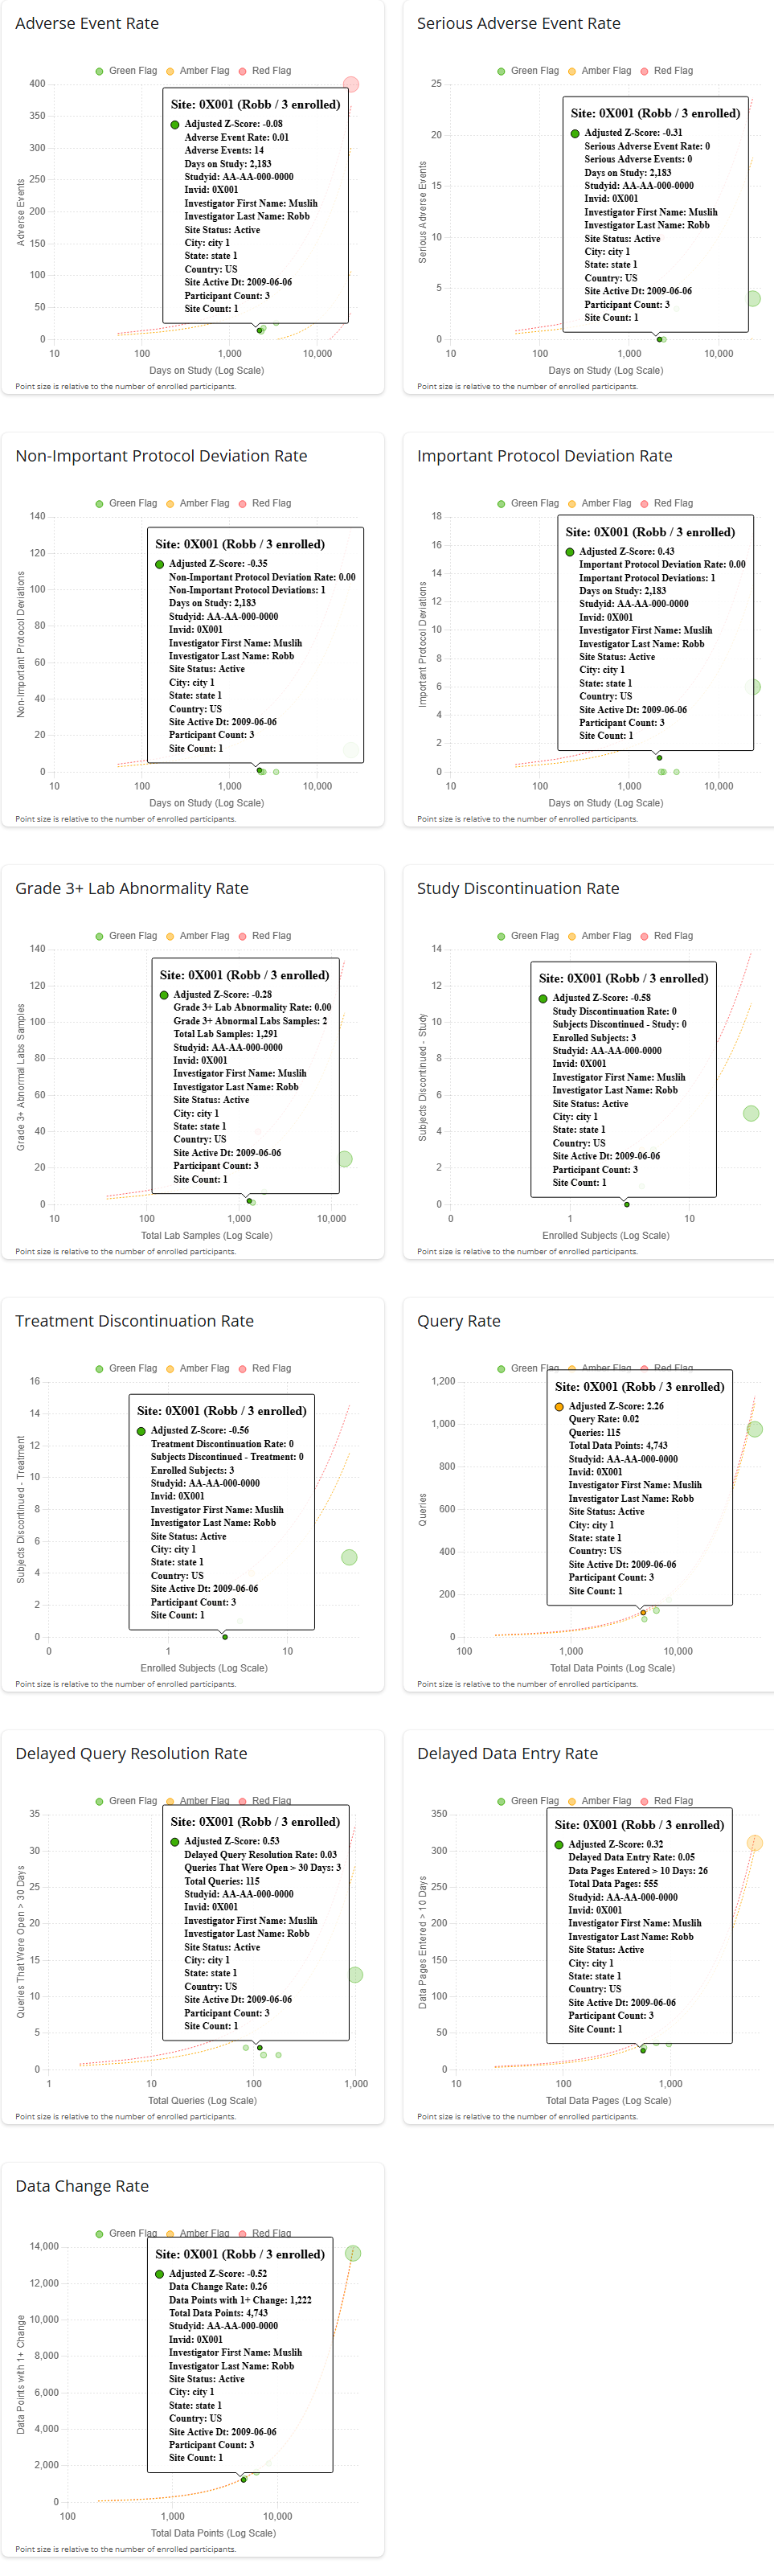 Adverse Event Rate
Green Flag Amber Flag Red Flag
400
350
300
250
200
150
100
50
0
Adverse Events
Site: 0X001 (Robb / 3 enrolled)
Adjusted Z-Score: -0.08
Adverse Event Rate: 0.01
Adverse Events: 14
Days on Study: 2,183
Studyid: AA-AA-000-0000
Invid: 0X001
Investigator First Name: Muslih
Investigator Last Name: Robb
Site Status: Active
City: city 1
State: state 1
Country: US
Site Active Dt: 2009-06-06
Participant Count: 3
Site Count: 1
10 100 1,000 10,000
Days on Study (Log Scale)
Point size is relative to the number of enrolled participants.
Serious Adverse Event Rate
Green Flag Amber Flag Red Flag
25
20
15
10
5
0
Serious Adverse Events
Site: 0X001 (Robb / 3 enrolled)
Adjusted Z-Score: -0.31
Serious Adverse Event Rate: 0
Serious Adverse Events: 0
Days on Study: 2,183
Studyid: AA-AA-000-0000
Invid: 0X001
Investigator First Name: Muslih
Investigator Last Name: Robb
Site Status: Active
City: city 1
State: state 1
Country: US
Site Active Dt: 2009-06-06
Participant Count: 3
Site Count: 1
10 100 1,000 10,000
Days on Study (Log Scale)
Point size is relative to the number of enrolled participants.
Non-Important Protocol Deviation Rate
Green Flag Amber Flag Red Flag
140
120
100
80
60
40
20
0
Non-Important Protocol Deviations
Site: 0X001 (Robb / 3 enrolled)
Adjusted Z-Score: -0.35
Non-Important Protocol Deviation Rate: 0.00
Non-Important Protocol Deviations: 1
Days on Study: 2,183
Studyid: AA-AA-000-0000
Invid: 0X001
Investigator First Name: Muslih
Investigator Last Name: Robb
Site Status: Active
City: city 1
State: state 1
Country: US
Site Active Dt: 2009-06-06
Participant Count: 3
Site Count: 1
10 100 1,000 10,000
Days on Study (Log Scale)
Point size is relative to the number of enrolled participants.
Important Protocol Deviation Rate
Green Flag Amber Flag Red Flag
18
16
14
12
10
8
6
4
2
0
Important Protocol Deviations
Site: 0X001 (Robb / 3 enrolled)
Adjusted Z-Score: 0.43
Important Protocol Deviation Rate: 0.00
Important Protocol Deviations: 1
Days on Study: 2,183
Studyid: AA-AA-000-0000
Invid: 0X001
Investigator First Name: Muslih
Investigator Last Name: Robb
Site Status: Active
City: city 1
State: state 1
Country: US
Site Active Dt: 2009-06-06
Participant Count: 3
Site Count: 1
10 100 1,000 10,000
Days on Study (Log Scale)
Point size is relative to the number of enrolled participants.
Grade 3+ Lab Abnormality Rate
Green Flag Amber Flag Red Flag
140
120
100
80
60
40
20
0
Grade 3+ Abnormal Labs Samples
Site: 0X001 (Robb / 3 enrolled)
Adjusted Z-Score: -0.28
Grade 3+ Lab Abnormality Rate: 0.00
Grade 3+ Abnormal Labs Samples: 2
Total Lab Samples: 1,291
Studyid: AA-AA-000-0000
Invid: 0X001
Investigator First Name: Muslih
Investigator Last Name: Robb
Site Status: Active
City: city 1
State: state 1
Country: US
Site Active Dt: 2009-06-06
Participant Count: 3
Site Count: 1
10 100 1,000 10,000
Total Lab Samples (Log Scale)
Point size is relative to the number of enrolled participants.
Study Discontinuation Rate
Green Flag Amber Flag Red Flag
14
12
10
8
6
4
2
0
Subjects Discontinued - Study
Site: 0X001 (Robb / 3 enrolled)
Adjusted Z-Score: -0.58
Study Discontinuation Rate: 0
Subjects Discontinued - Study: 0
Enrolled Subjects: 3
Studyid: AA-AA-000-0000
Invid: 0X001
Investigator First Name: Muslih
Investigator Last Name: Robb
Site Status: Active
City: city 1
State: state 1
Country: US
Site Active Dt: 2009-06-06
Participant Count: 3
Site Count: 1
0 1 10
Enrolled Subjects (Log Scale)
Point size is relative to the number of enrolled participants.
Treatment Discontinuation Rate
Green Flag Amber Flag Red Flag
16
14
12
10
8
6
4
2
0
Subjects Discontinued - Treatment
Site: 0X001 (Robb / 3 enrolled)
Adjusted Z-Score: -0.56
Treatment Discontinuation Rate: 0
Subjects Discontinued - Treatment: 0
Enrolled Subjects: 3
Studyid: AA-AA-000-0000
Invid: 0X001
Investigator First Name: Muslih
Investigator Last Name: Robb
Site Status: Active
City: city 1
State: state 1
Country: US
Site Active Dt: 2009-06-06
Participant Count: 3
Site Count: 1
0 1 10
Enrolled Subjects (Log Scale)
Point size is relative to the number of enrolled participants.
Query Rate
Green Flag Amber Flag Red Flag
1,200
1,000
800
600
400
200
0
Queries
Site: 0X001 (Robb / 3 enrolled)
Adjusted Z-Score: 2.26
Query Rate: 0.02
Queries: 115
Total Data Points: 4,743
Studyid: AA-AA-000-0000
Invid: 0X001
Investigator First Name: Muslih
Investigator Last Name: Robb
Site Status: Active
City: city 1
State: state 1
Country: US
Site Active Dt: 2009-06-06
Participant Count: 3
Site Count: 1
100 1,000 10,000
Total Data Points (Log Scale)
Point size is relative to the number of enrolled participants.
Delayed Query Resolution Rate
Green Flag Amber Flag Red Flag
35
30
25
20
15
10
5
0
Queries That Were Open > 30 Days
Site: 0X001 (Robb / 3 enrolled)
Adjusted Z-Score: 0.53
Delayed Query Resolution Rate: 0.03
Queries That Were Open > 30 Days: 3
Total Queries: 115
Studyid: AA-AA-000-0000
Invid: 0X001
Investigator First Name: Muslih
Investigator Last Name: Robb
Site Status: Active
City: city 1
State: state 1
Country: US
Site Active Dt: 2009-06-06
Participant Count: 3
Site Count: 1
1 10 100 1,000
Total Queries (Log Scale)
Point size is relative to the number of enrolled participants.
Delayed Data Entry Rate
Green Flag Amber Flag Red Flag
350
300
250
200
150
100
50
0
Data Pages Entered > 10 Days
Site: 0X001 (Robb / 3 enrolled)
Adjusted Z-Score: 0.32
Delayed Data Entry Rate: 0.05
Data Pages Entered > 10 Days: 26
Total Data Pages: 555
Studyid: AA-AA-000-0000
Invid: 0X001
Investigator First Name: Muslih
Investigator Last Name: Robb
Site Status: Active
City: city 1
State: state 1
Country: US
Site Active Dt: 2009-06-06
Participant Count: 3
Site Count: 1
10 100 1,000
Total Data Pages (Log Scale)
Point size is relative to the number of enrolled participants.
Data Change Rate
Green Flag Amber Flag Red Flag
14,000
12,000
10,000
8,000
6,000
4,000
2,000
0
Data Points with 1+ Change
Site: 0X001 (Robb / 3 enrolled)
Adjusted Z-Score: -0.52
Data Change Rate: 0.26
Data Points with 1+ Change: 1,222
Total Data Points: 4,743
Studyid: AA-AA-000-0000
Invid: 0X001
Investigator First Name: Muslih
Investigator Last Name: Robb
Site Status: Active
City: city 1
State: state 1
Country: US
Site Active Dt: 2009-06-06
Participant Count: 3
Site Count: 1
100 1,000 10,000
Total Data Points (Log Scale)
Point size is relative to the number of enrolled participants.